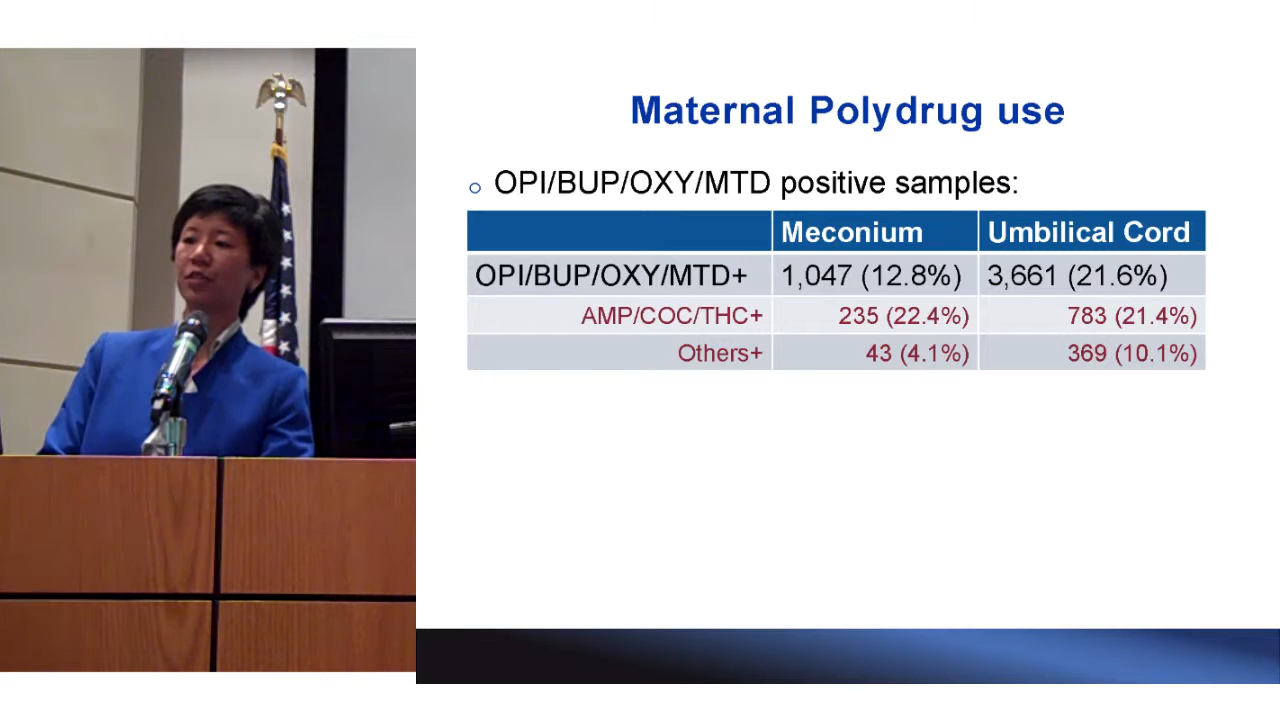 Maternal Polydrug use
OPI/BUP/OXY/MTD positive samples:
Meconium Umbilical Cord
OPI/BUP/OXY/MTD+ 1,047 (12.8%) 3,661 (21.6%)
AMP/COC/THC+ 235 (22.4%) 783 (21.4%)
Others+ 43 (4.1%) 369 (10.1%)